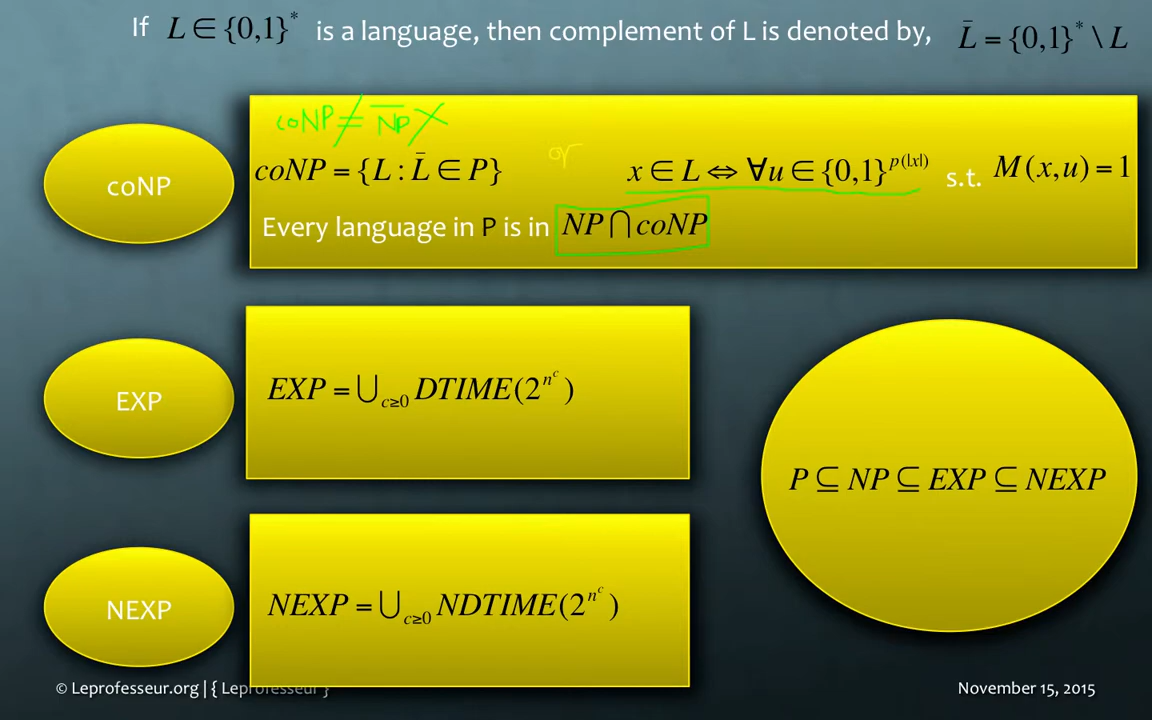 If L ∈ {0,1}* is a language, then complement of L is denoted by, L̄ = {0,1}* \ L
coNP ≠ N̅P̅ ×
coNP
coNP = {L : L̄ ∈ P} or x ∈ L ⇔ ∀u ∈ {0,1}^{p(|x|)} s.t. M(x,u) = 1
Every language in P is in NP ⋂ coNP
EXP
EXP = ⋃_{c≥0} DTIME(2^{n^c})
P ⊆ NP ⊆ EXP ⊆ NEXP
NEXP
NEXP = ⋃_{c≥0} NDTIME(2^{n^c})
© Leprofesseur.org | { Leprofesseur }
November 15, 2015